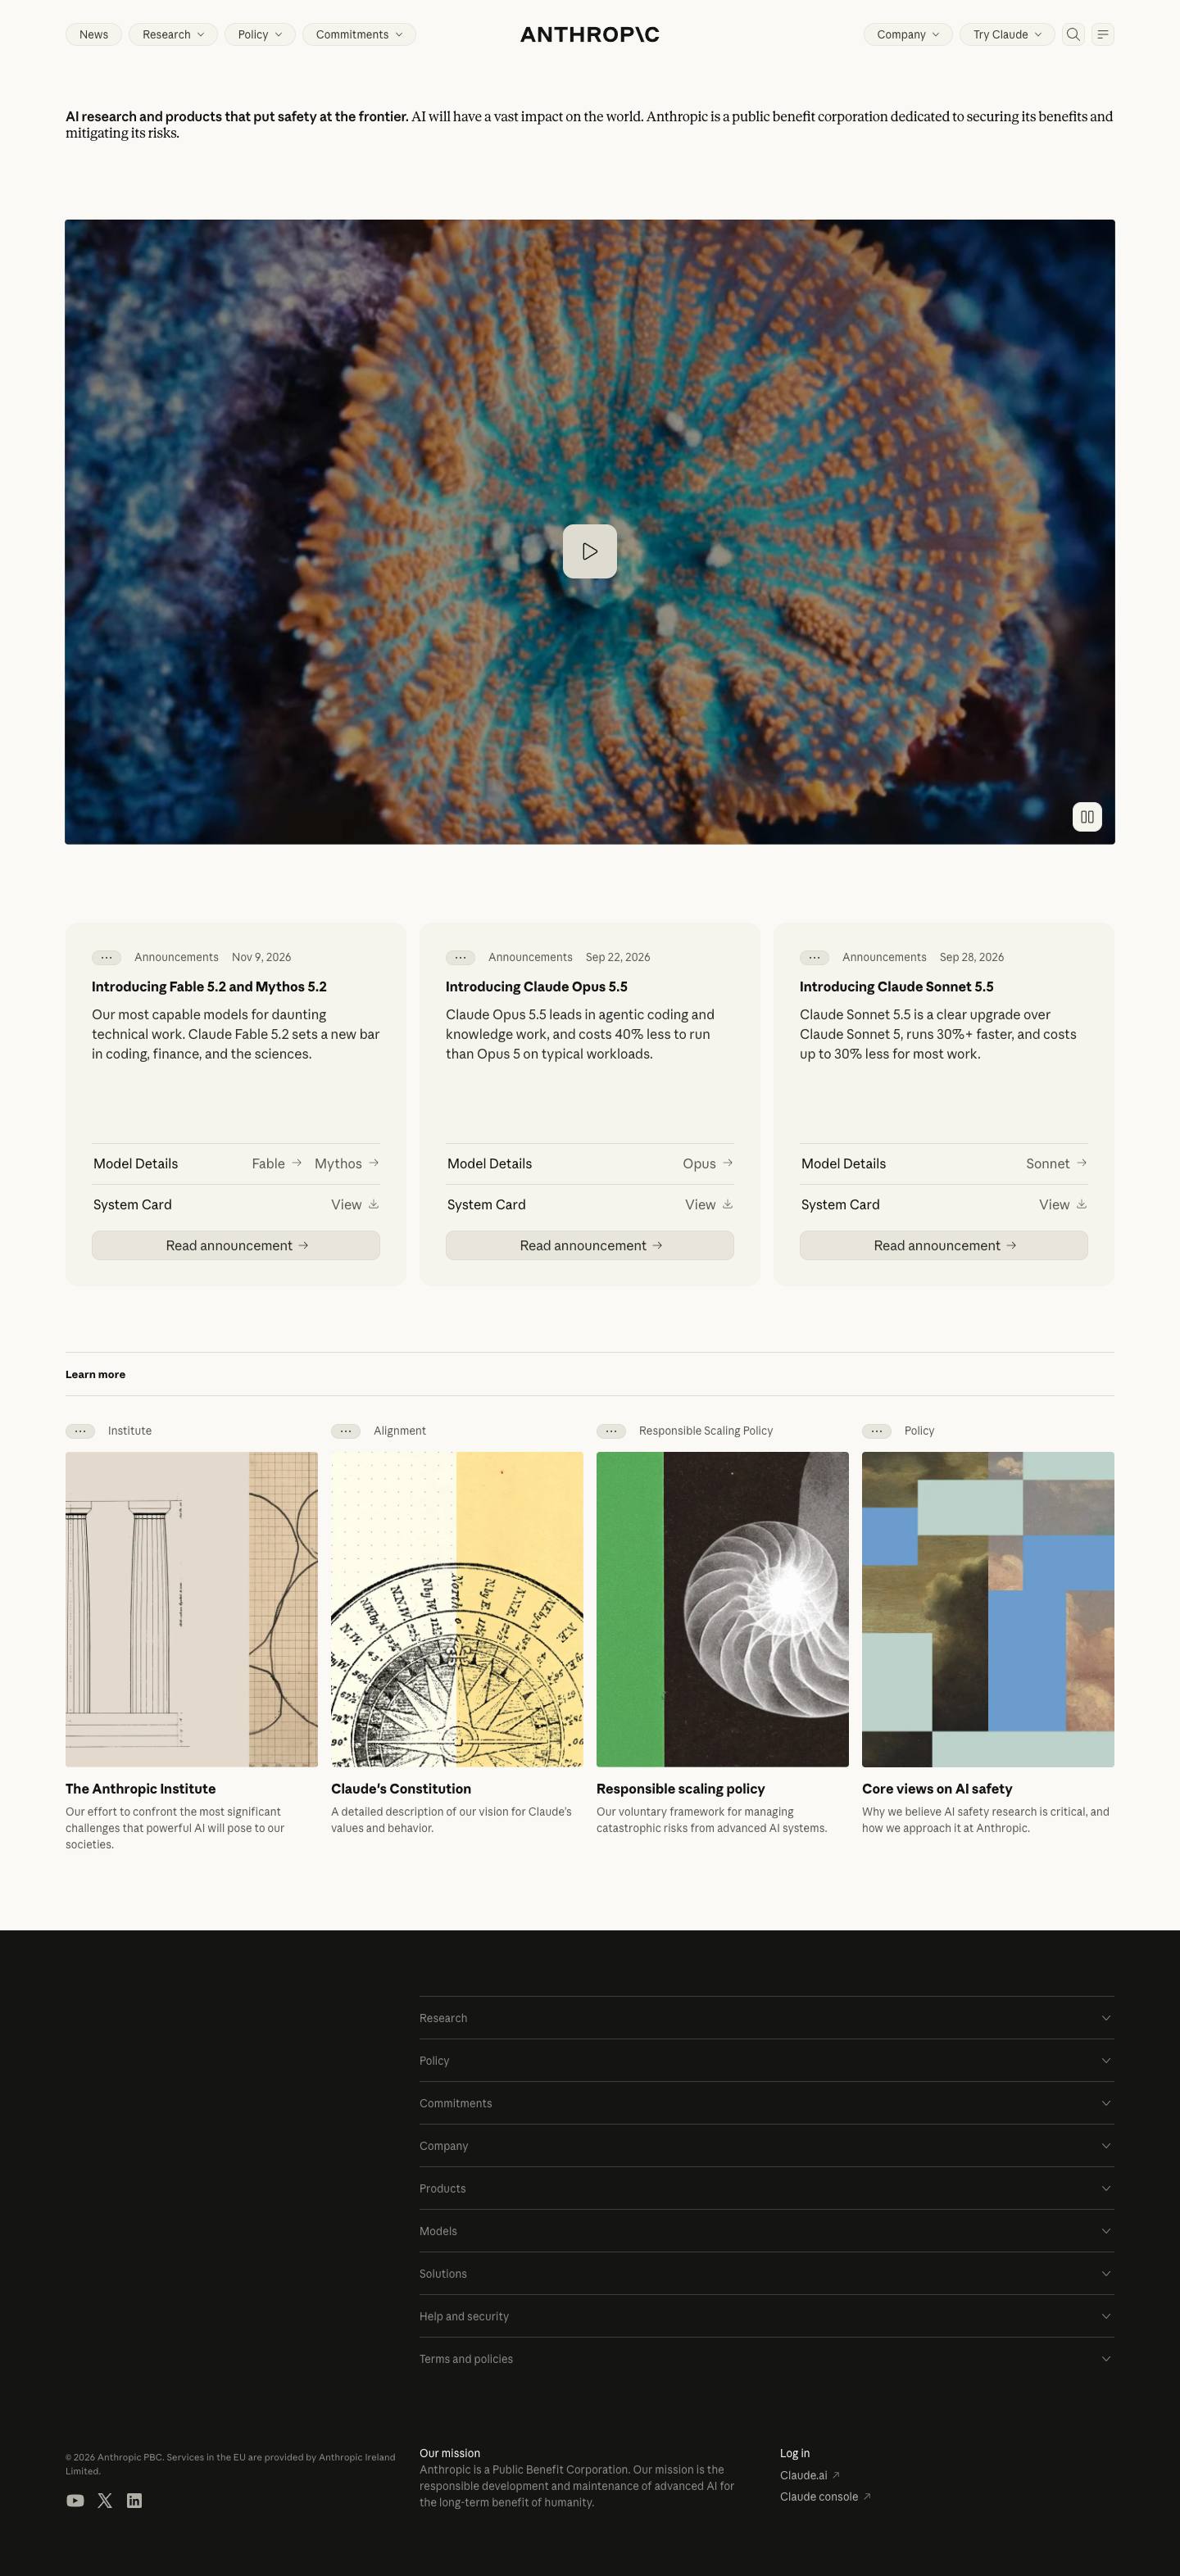 News
Research
Policy
Commitments
ANTHROP\C
Company
Try Claude
AI research and products that put safety at the frontier. AI will have a vast impact on the world. Anthropic is a public benefit corporation dedicated to securing its benefits and
mitigating its risks.
Announcements Nov 9, 2026
Introducing Fable 5.2 and Mythos 5.2
Our most capable models for daunting
technical work. Claude Fable 5.2 sets a new bar
in coding, finance, and the sciences.
Model Details Fable Mythos
System Card View
Read announcement
Announcements Sep 22, 2026
Introducing Claude Opus 5.5
Claude Opus 5.5 leads in agentic coding and
knowledge work, and costs 40% less to run
than Opus 5 on typical workloads.
Model Details Opus
System Card View
Read announcement
Announcements Sep 28, 2026
Introducing Claude Sonnet 5.5
Claude Sonnet 5.5 is a clear upgrade over
Claude Sonnet 5, runs 30%+ faster, and costs
up to 30% less for most work.
Model Details Sonnet
System Card View
Read announcement
Learn more
Institute
The Anthropic Institute
Our effort to confront the most significant
challenges that powerful AI will pose to our
societies.
Alignment
Claude's Constitution
A detailed description of our vision for Claude's
values and behavior.
Responsible Scaling Policy
Responsible scaling policy
Our voluntary framework for managing
catastrophic risks from advanced AI systems.
Policy
Core views on AI safety
Why we believe AI safety research is critical, and
how we approach it at Anthropic.
Research
Policy
Commitments
Company
Products
Models
Solutions
Help and security
Terms and policies
© 2026 Anthropic PBC. Services in the EU are provided by Anthropic Ireland
Limited.
Our mission
Anthropic is a Public Benefit Corporation. Our mission is the
responsible development and maintenance of advanced AI for
the long-term benefit of humanity.
Log in
Claude.ai
Claude console